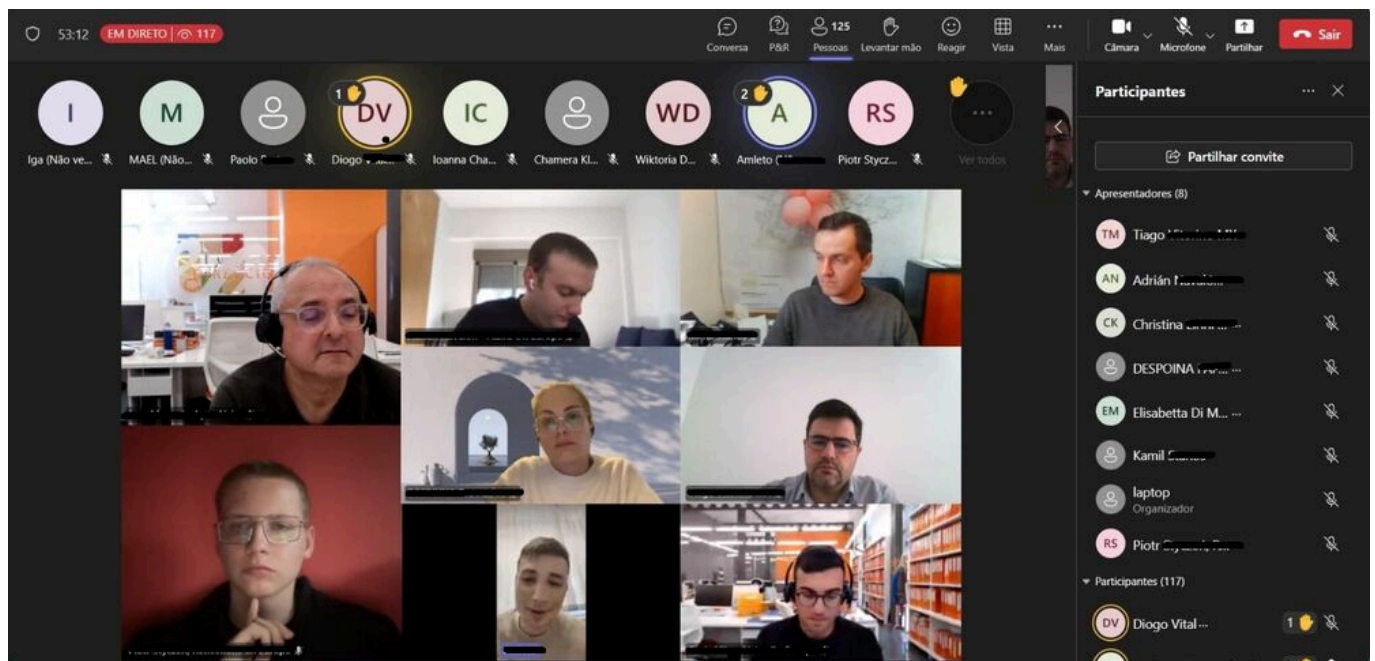 53:12 EM DIRETO 117
Conversa P&R Pessoas 125 Levantar mão Reagir Vista Mais Câmara Microfone Partilhar Sair
I M DV 1 IC WD A 2 RS
Iga (Não ve... MAEL (Não... Paolo Diogo Ioanna Cha... Chamera Kl... Wiktoria D... Amleto Piotr Stycz... Ver todos
Participantes
Partilhar convite
Apresentadores (8)
TM Tiago
AN Adrián
CK Christina
DESPOINA
EM Elisabetta Di M... ...
Kamil
laptop
Organizador
RS Piotr
Participantes (117)
DV Diogo Vital ... 1